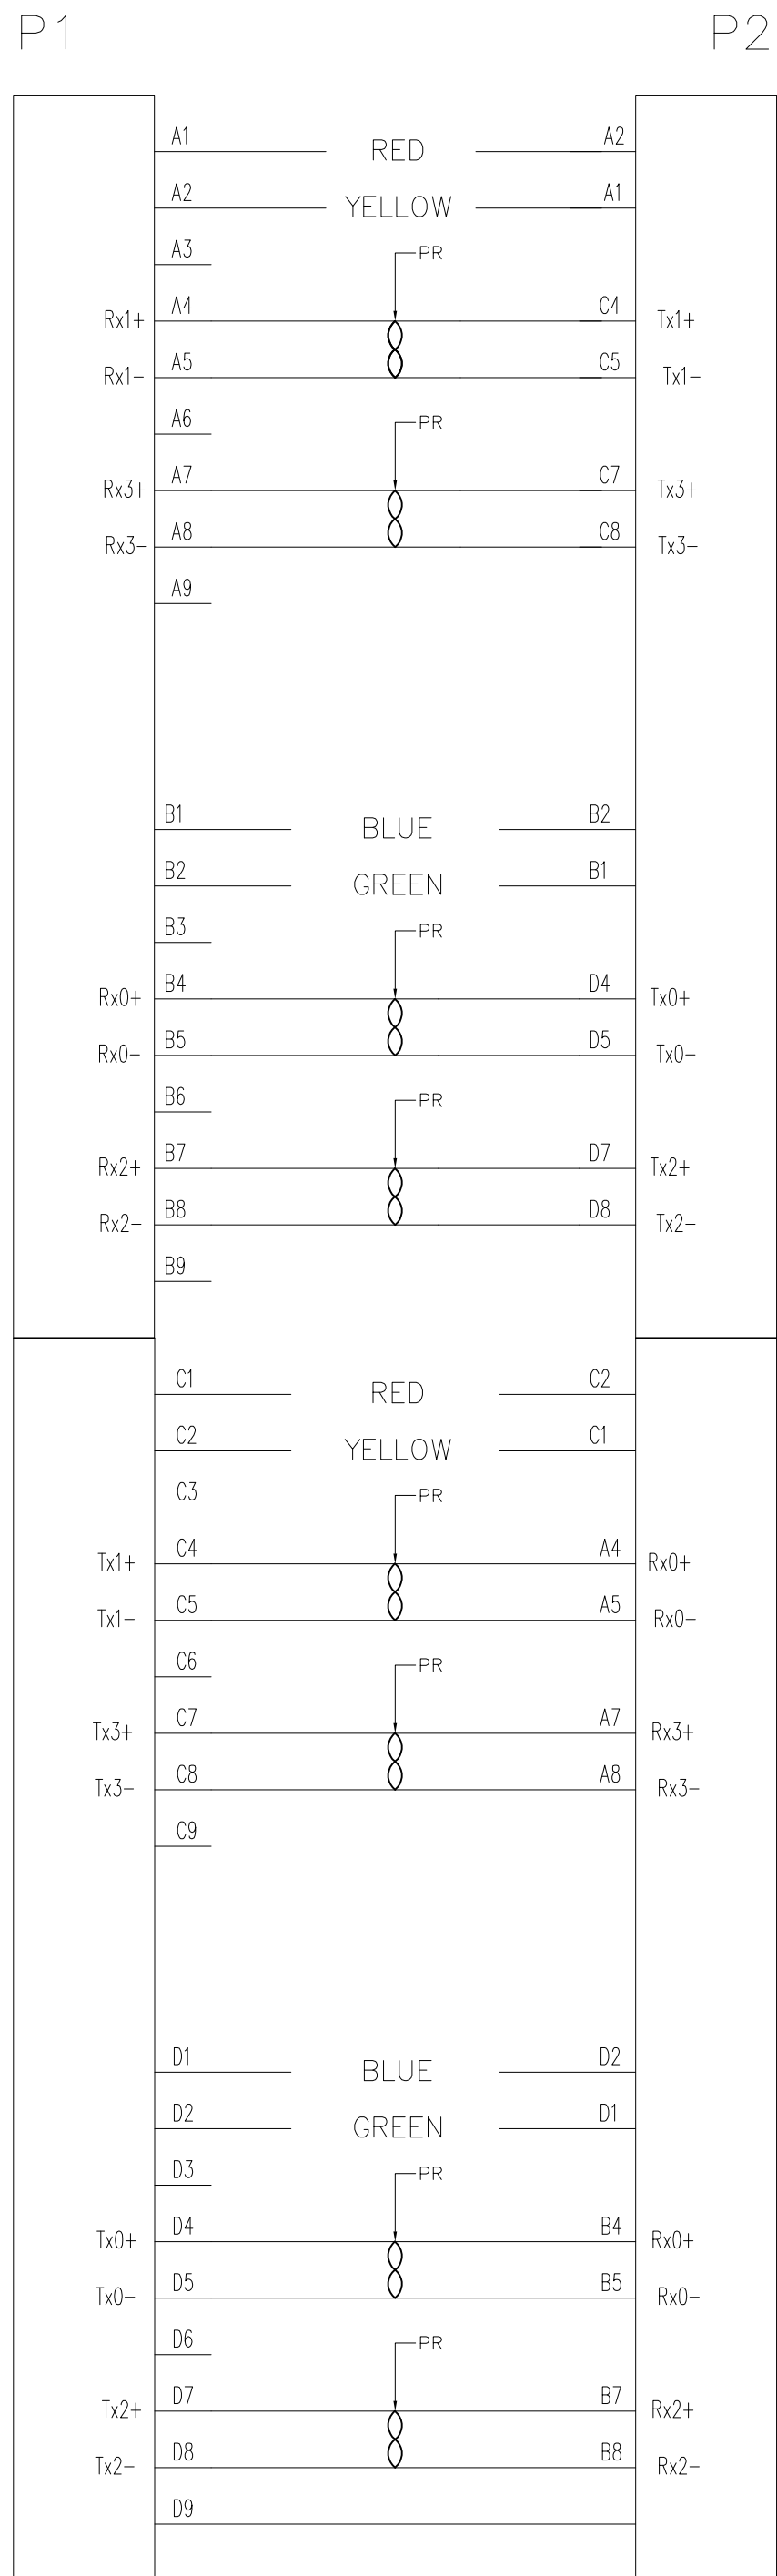 P1 P2
A1 RED A2
A2 YELLOW A1
A3 PR
Rx1+ A4 C4 Tx1+
Rx1- A5 C5 Tx1-
A6 PR
Rx3+ A7 C7 Tx3+
Rx3- A8 C8 Tx3-
A9
B1 BLUE B2
B2 GREEN B1
B3 PR
Rx0+ B4 D4 Tx0+
Rx0- B5 D5 Tx0-
B6 PR
Rx2+ B7 D7 Tx2+
Rx2- B8 D8 Tx2-
B9
C1 RED C2
C2 YELLOW C1
C3 PR
Tx1+ C4 A4 Rx0+
Tx1- C5 A5 Rx0-
C6 PR
Tx3+ C7 A7 Rx3+
Tx3- C8 A8 Rx3-
C9
D1 BLUE D2
D2 GREEN D1
D3 PR
Tx0+ D4 B4 Rx0+
Tx0- D5 B5 Rx0-
D6 PR
Tx2+ D7 B7 Rx2+
Tx2- D8 B8 Rx2-
D9